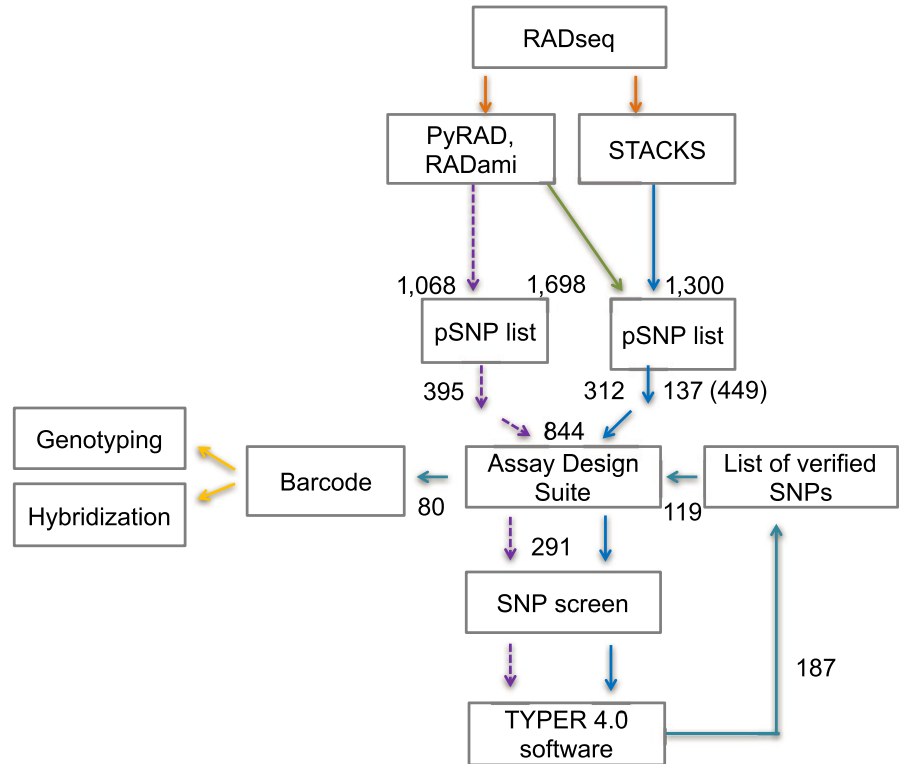 RADseq
PyRAD,
RADami
STACKS
1,068
1,698
1,300
pSNP list
pSNP list
395
312
137 (449)
844
Genotyping
Hybridization
Barcode
80
Assay Design
Suite
119
List of verified
SNPs
291
SNP screen
187
TYPER 4.0
software